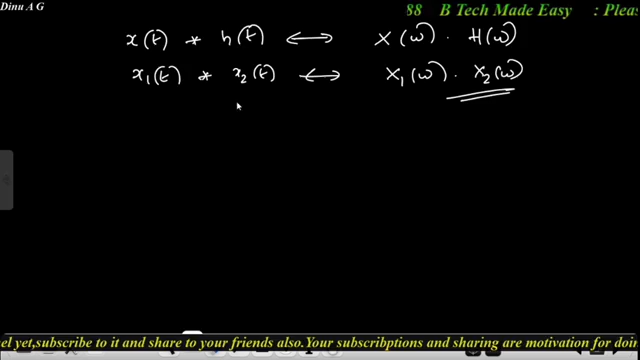 Dinu A G
88 B Tech Made Easy : Pleas
x(t) * h(t) ⟷ X(ω) · H(ω)
x₁(t) * x₂(t) ⟷ X₁(ω) · X₂(ω)
el yet,subscribe to it and share to your friends also.Your subscribptions and sharing are motivation for doin